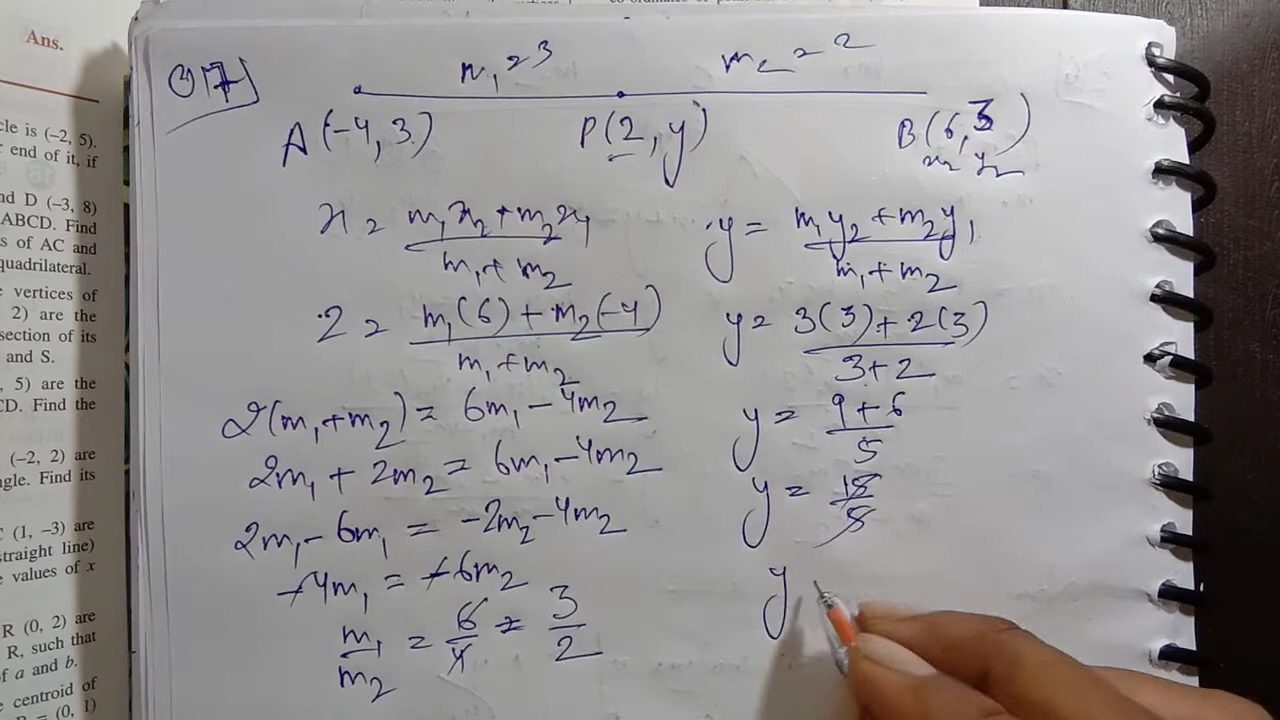 Ans.
cle is (–2, 5).
r end of it, if
nd D (–3, 8)
ABCD. Find
s of AC and
quadrilateral.
e vertices of
2) are the
section of its
and S.
, 5) are the
CD. Find the
(–2, 2) are
gle. Find its
C (1, –3) are
straight line)
e values of x
R (0, 2) are
R, such that
f a and b.
e centroid of
= (0, 1)
Q17
m₁=3 m₂=2
A(-4, 3) P(2, y) B(6, 3)
x₂ y₂
x = m₁x₂+m₂x₁
m₁+m₂
2 = m₁(6)+m₂(-4)
m₁+m₂
2(m₁+m₂) = 6m₁-4m₂
2m₁+2m₂ = 6m₁-4m₂
2m₁-6m₁ = -2m₂-4m₂
-4m₁ = -6m₂
m₁/m₂ = 6/4 = 3/2
y = m₁y₂+m₂y₁
m₁+m₂
y = 3(3)+2(3)
3+2
y = 9+6
5
y = 15
5
y